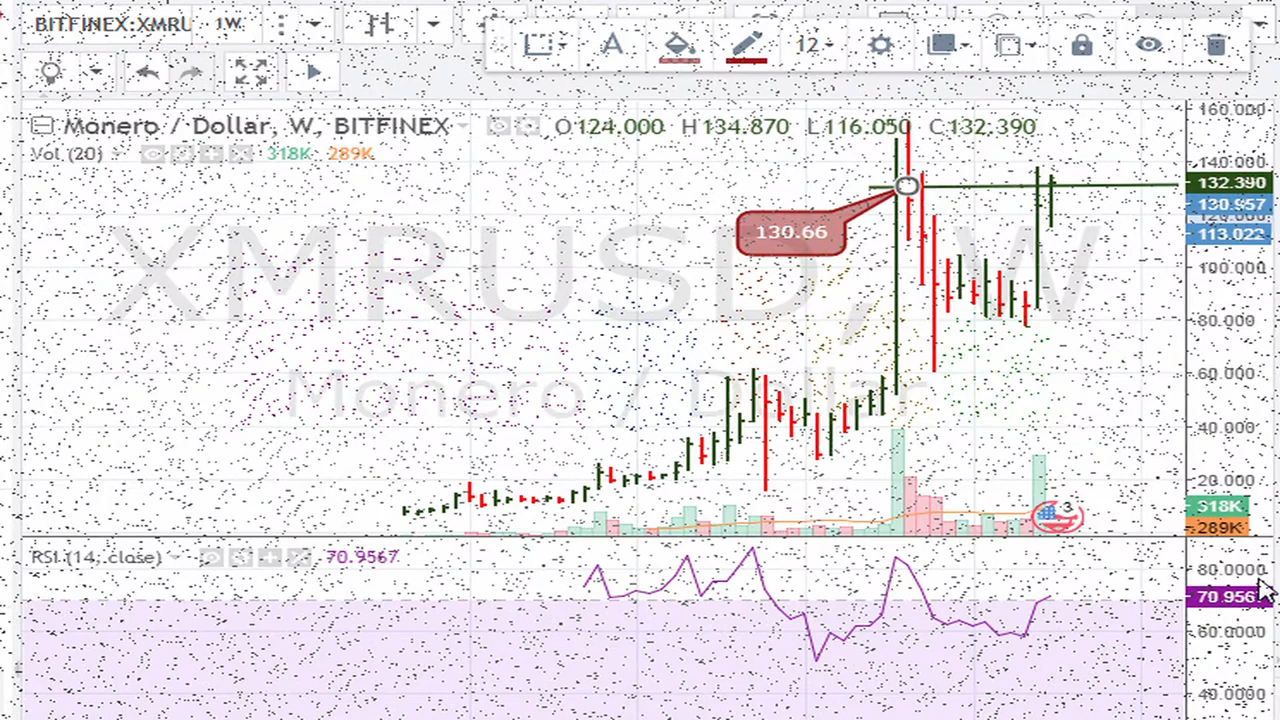 BITFINEX:XMRU 1W
12
Monero / Dollar, W, BITFINEX O124.000 H134.870 L116.050 C132.390
Vol (20) 318K 289K
XMRUSD, W
Monero / Dollar
130.66
160.000
140.000
132.390
130.957
120.000
113.022
100.000
80.000
60.000
40.000
20.000
318K
289K
3
RSI (14, close) 70.9567
80.0000
70.956
60.0000
40.0000